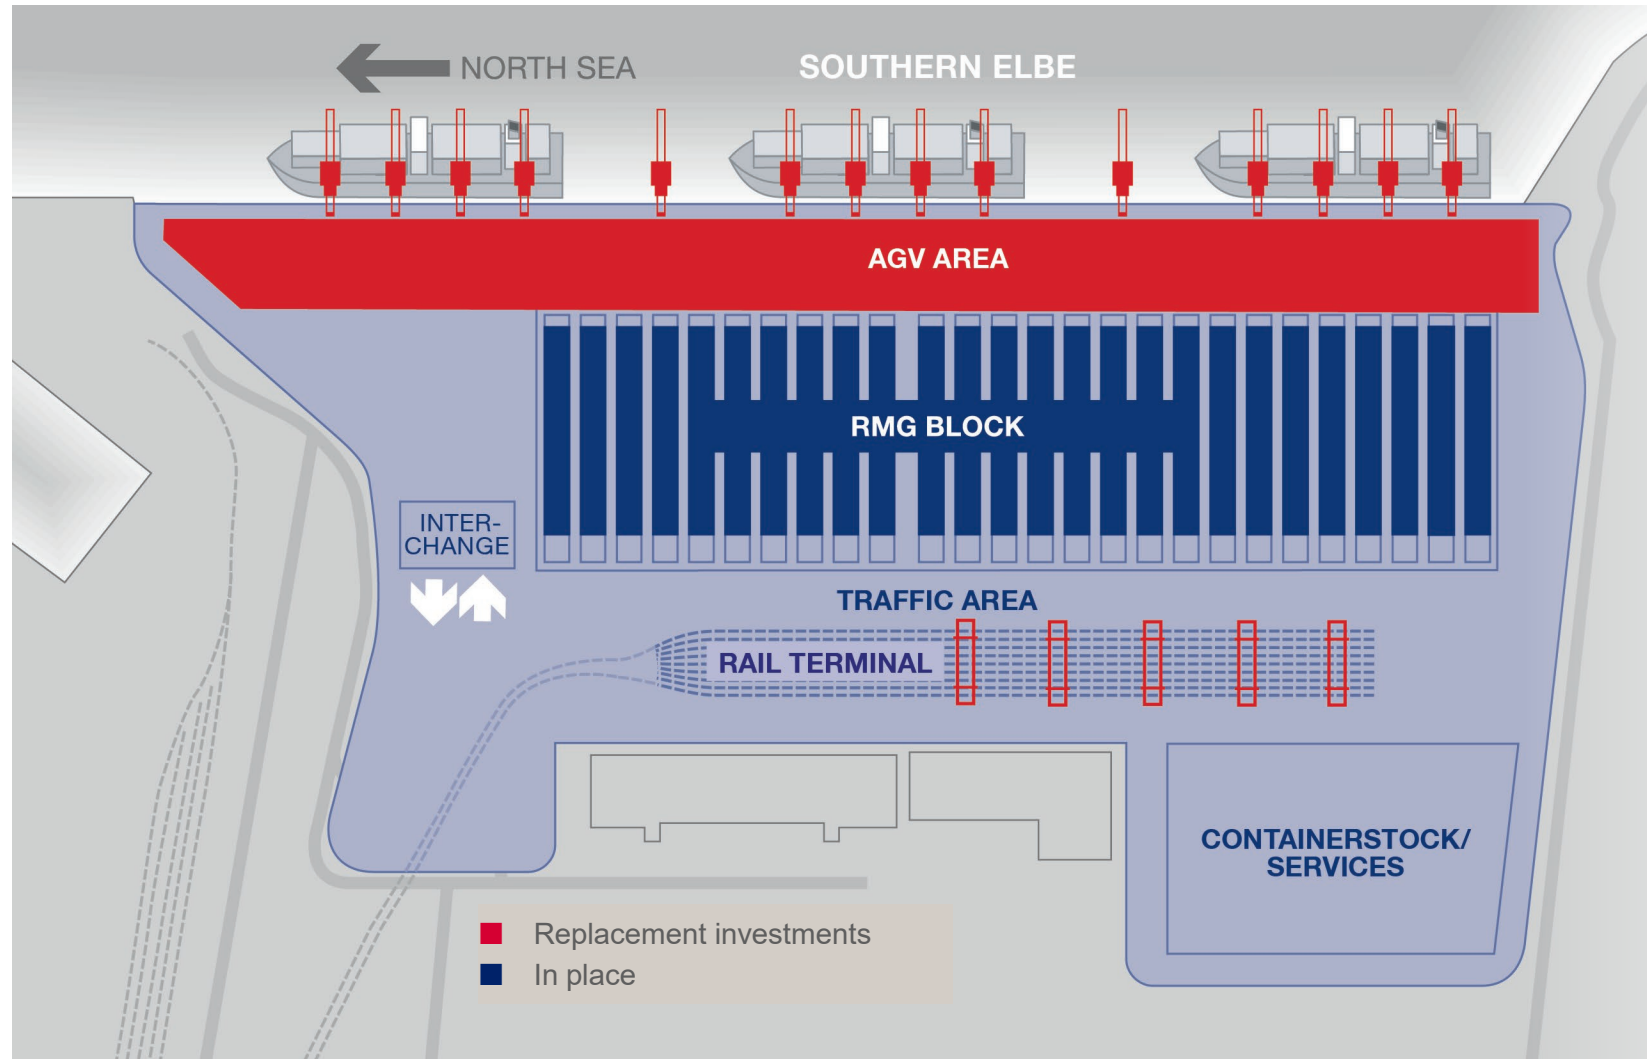 NORTH SEA
SOUTHERN ELBE
AGV AREA
RMG BLOCK
INTER-
CHANGE
TRAFFIC AREA
RAIL TERMINAL
CONTAINERSTOCK/
SERVICES
Replacement investments
In place